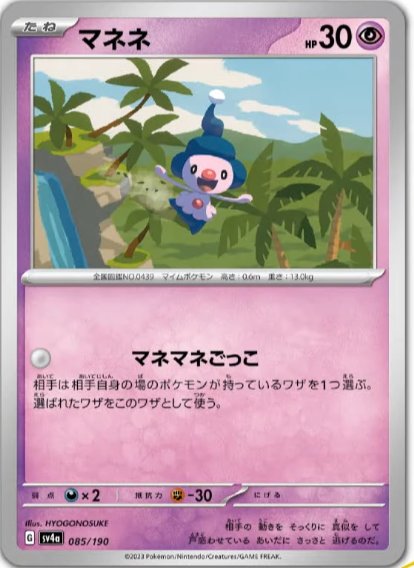 たね
マネネ
HP30
全国図鑑NO.0439 マイムポケモン 高さ：0.6m 重さ：13.0kg
マネマネごっこ
相手は相手自身の場のポケモンが持っているワザを1つ選ぶ。
選ばれたワザをこのワザとして使う。
弱点 ×2 抵抗力 -30 にげる
Illus. HYOGONOSUKE
G sv4a 085/190
相手の 動きを そっくりに 真似を して
戸惑わせている あいだに さっさと 逃げるのだ。
©2023 Pokémon/Nintendo/Creatures/GAME FREAK.